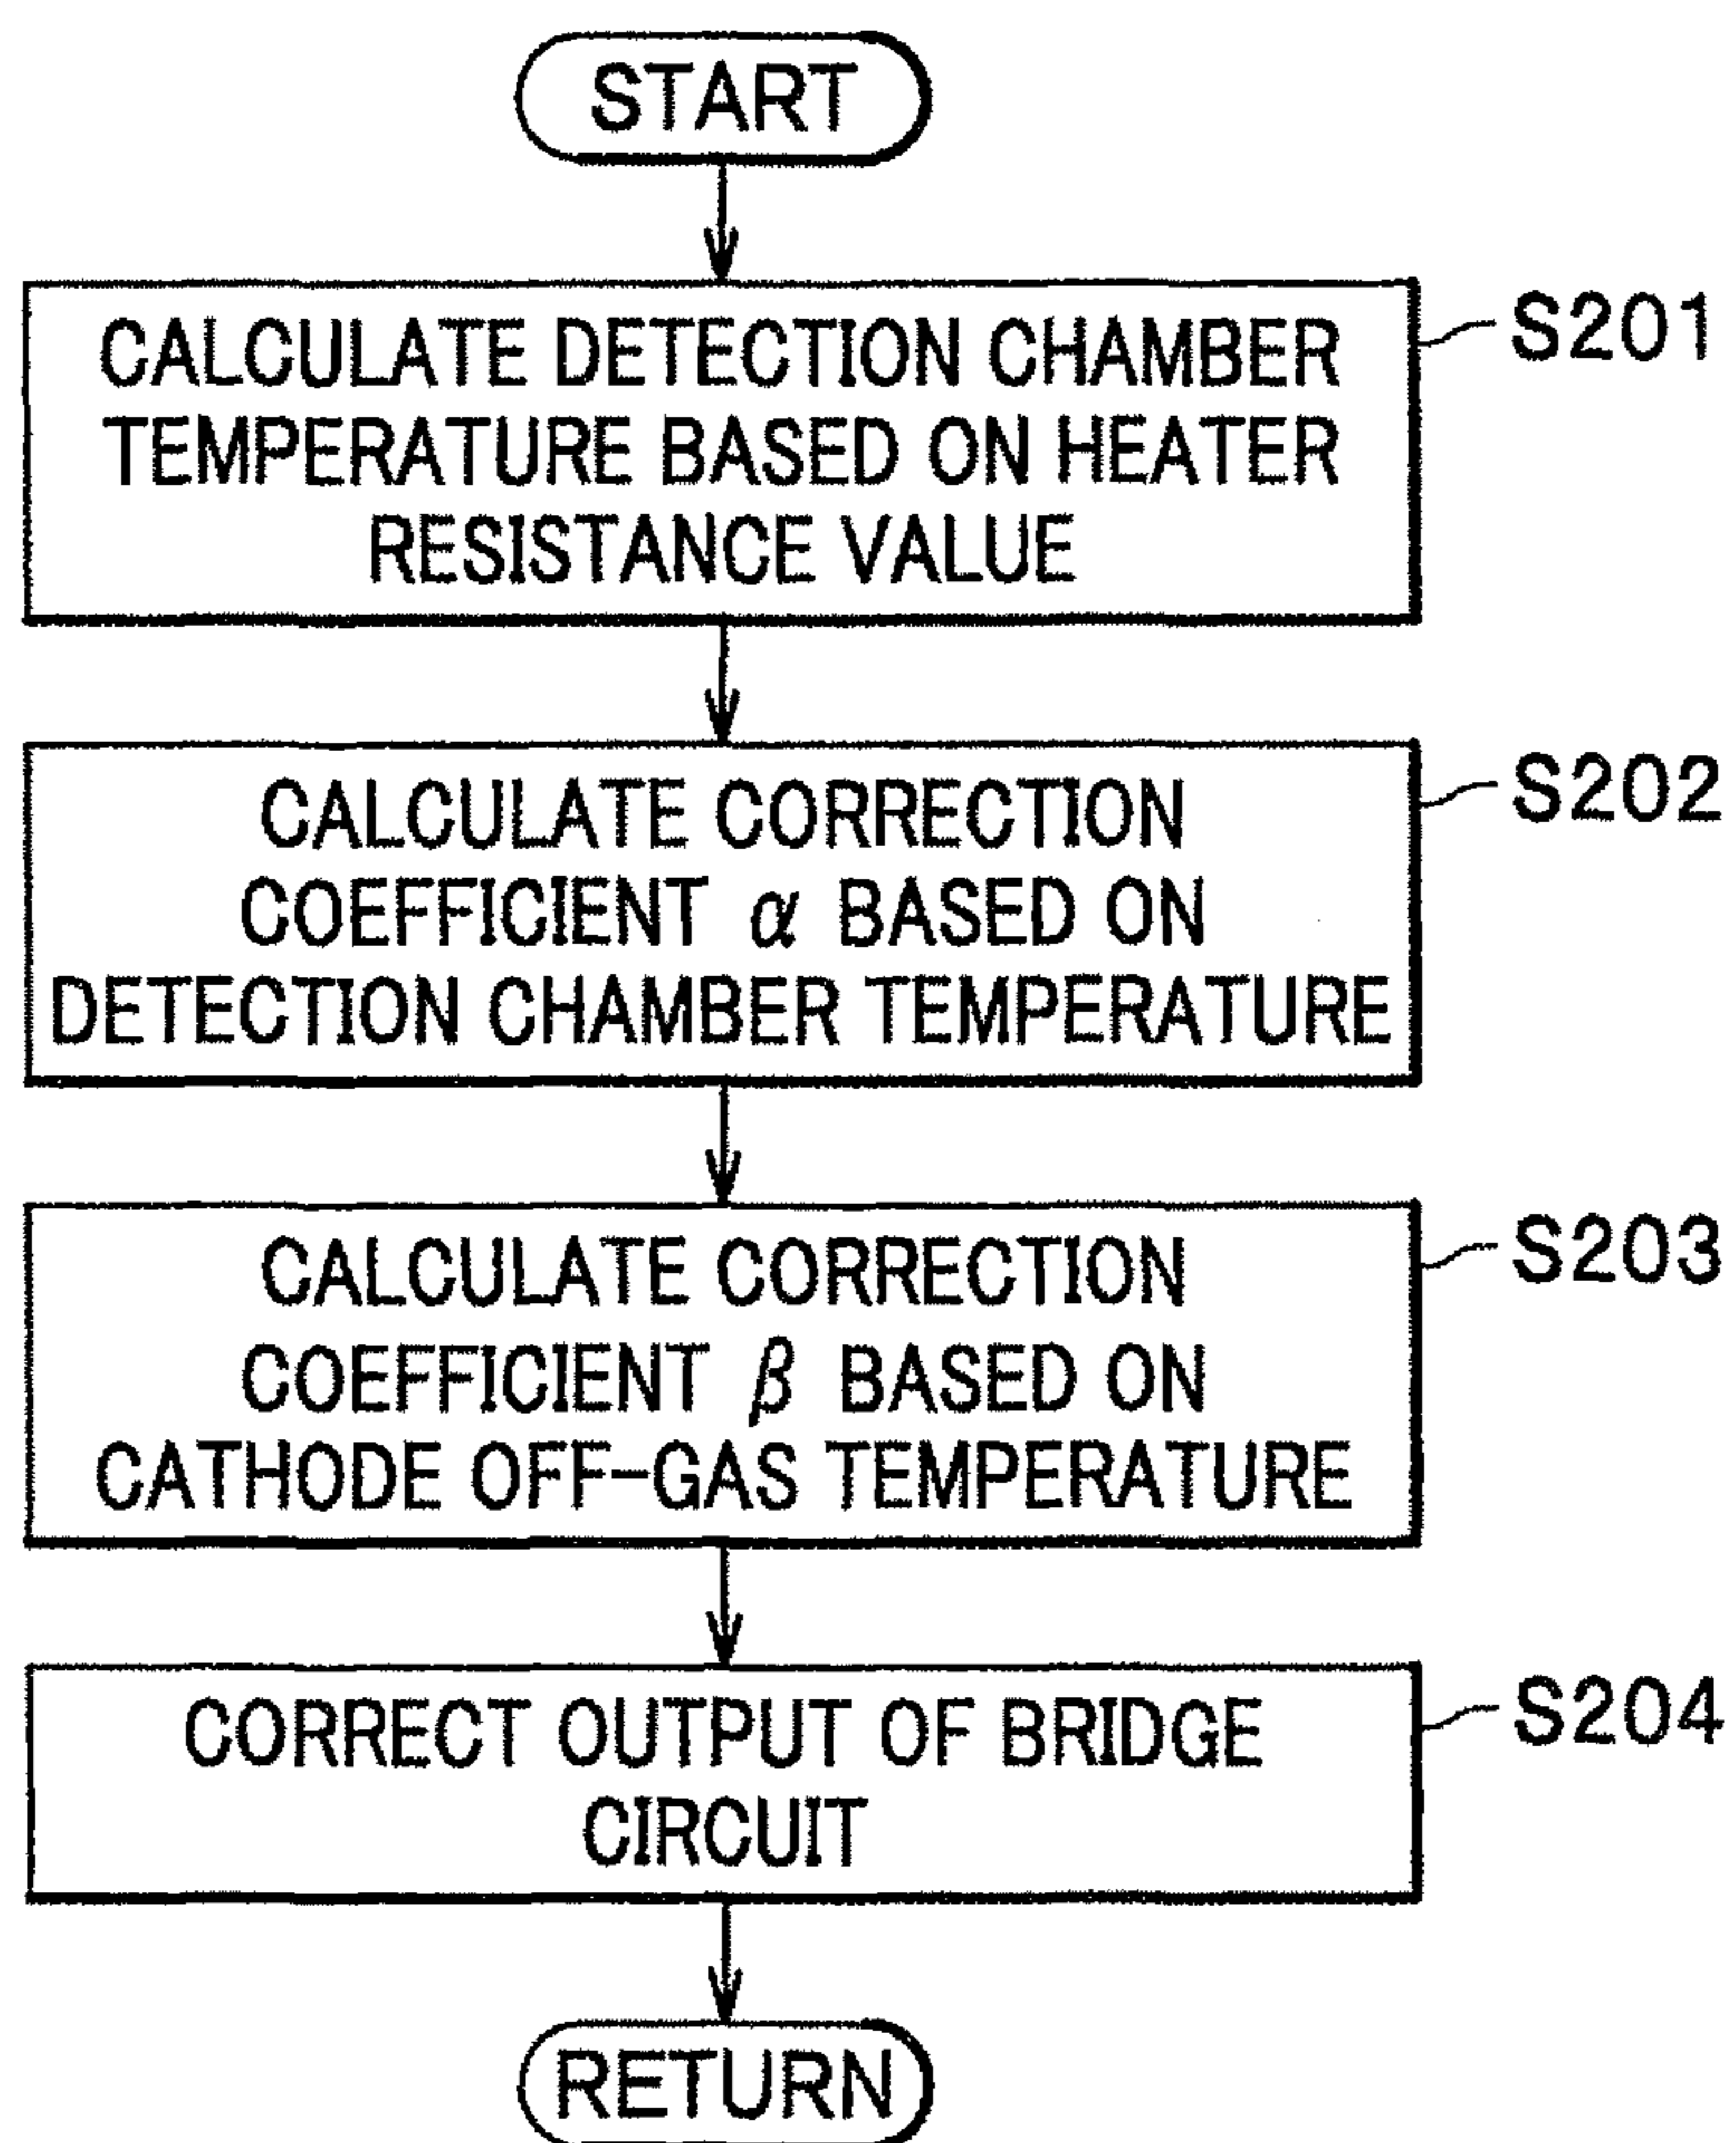 START
CALCULATE DETECTION CHAMBER
TEMPERATURE BASED ON HEATER
RESISTANCE VALUE
S201
CALCULATE CORRECTION
COEFFICIENT α BASED ON
DETECTION CHAMBER TEMPERATURE
S202
CALCULATE CORRECTION
COEFFICIENT β BASED ON
CATHODE OFF-GAS TEMPERATURE
S203
CORRECT OUTPUT OF BRIDGE
CIRCUIT
S204
RETURN